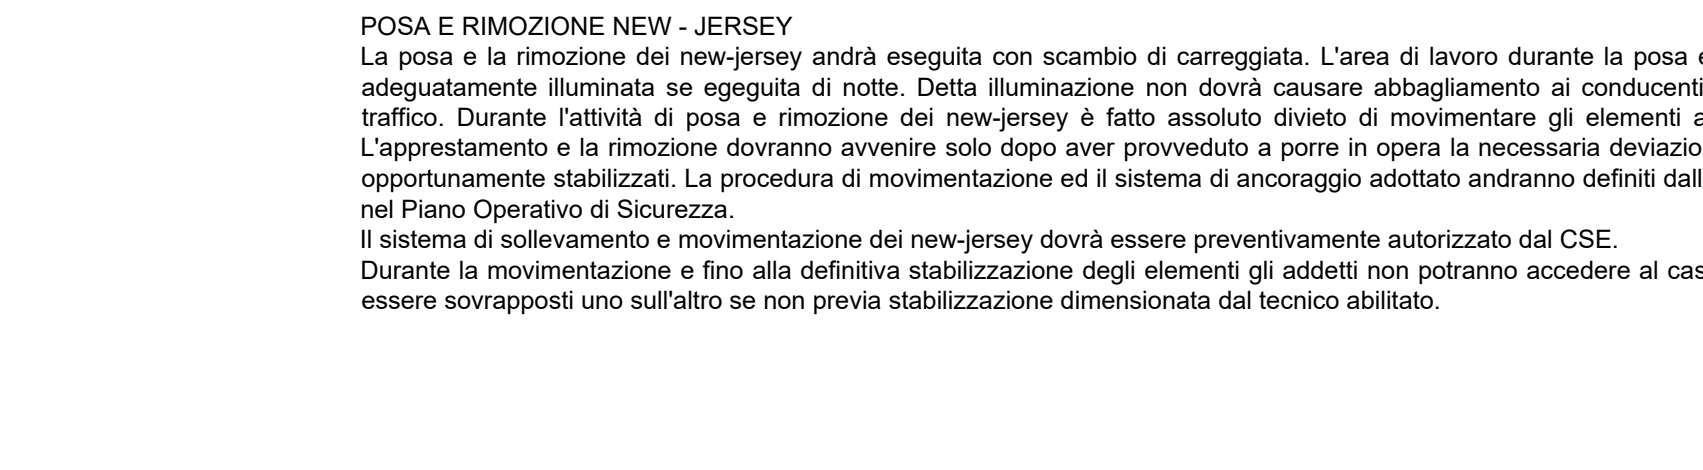 POSA E RIMOZIONE NEW - JERSEY
La posa e la rimozione dei new-jersey andrà eseguita con scambio di carreggiata. L'area di lavoro durante la posa e
adeguatamente illuminata se egeguita di notte. Detta illuminazione non dovrà causare abbagliamento ai conducenti
traffico. Durante l'attività di posa e rimozione dei new-jersey è fatto assoluto divieto di movimentare gli elementi a
L'apprestamento e la rimozione dovranno avvenire solo dopo aver provveduto a porre in opera la necessaria deviazio
opportunamente stabilizzati. La procedura di movimentazione ed il sistema di ancoraggio adottato andranno definiti dall
nel Piano Operativo di Sicurezza.
Il sistema di sollevamento e movimentazione dei new-jersey dovrà essere preventivamente autorizzato dal CSE.
Durante la movimentazione e fino alla definitiva stabilizzazione degli elementi gli addetti non potranno accedere al cas
essere sovrapposti uno sull'altro se non previa stabilizzazione dimensionata dal tecnico abilitato.